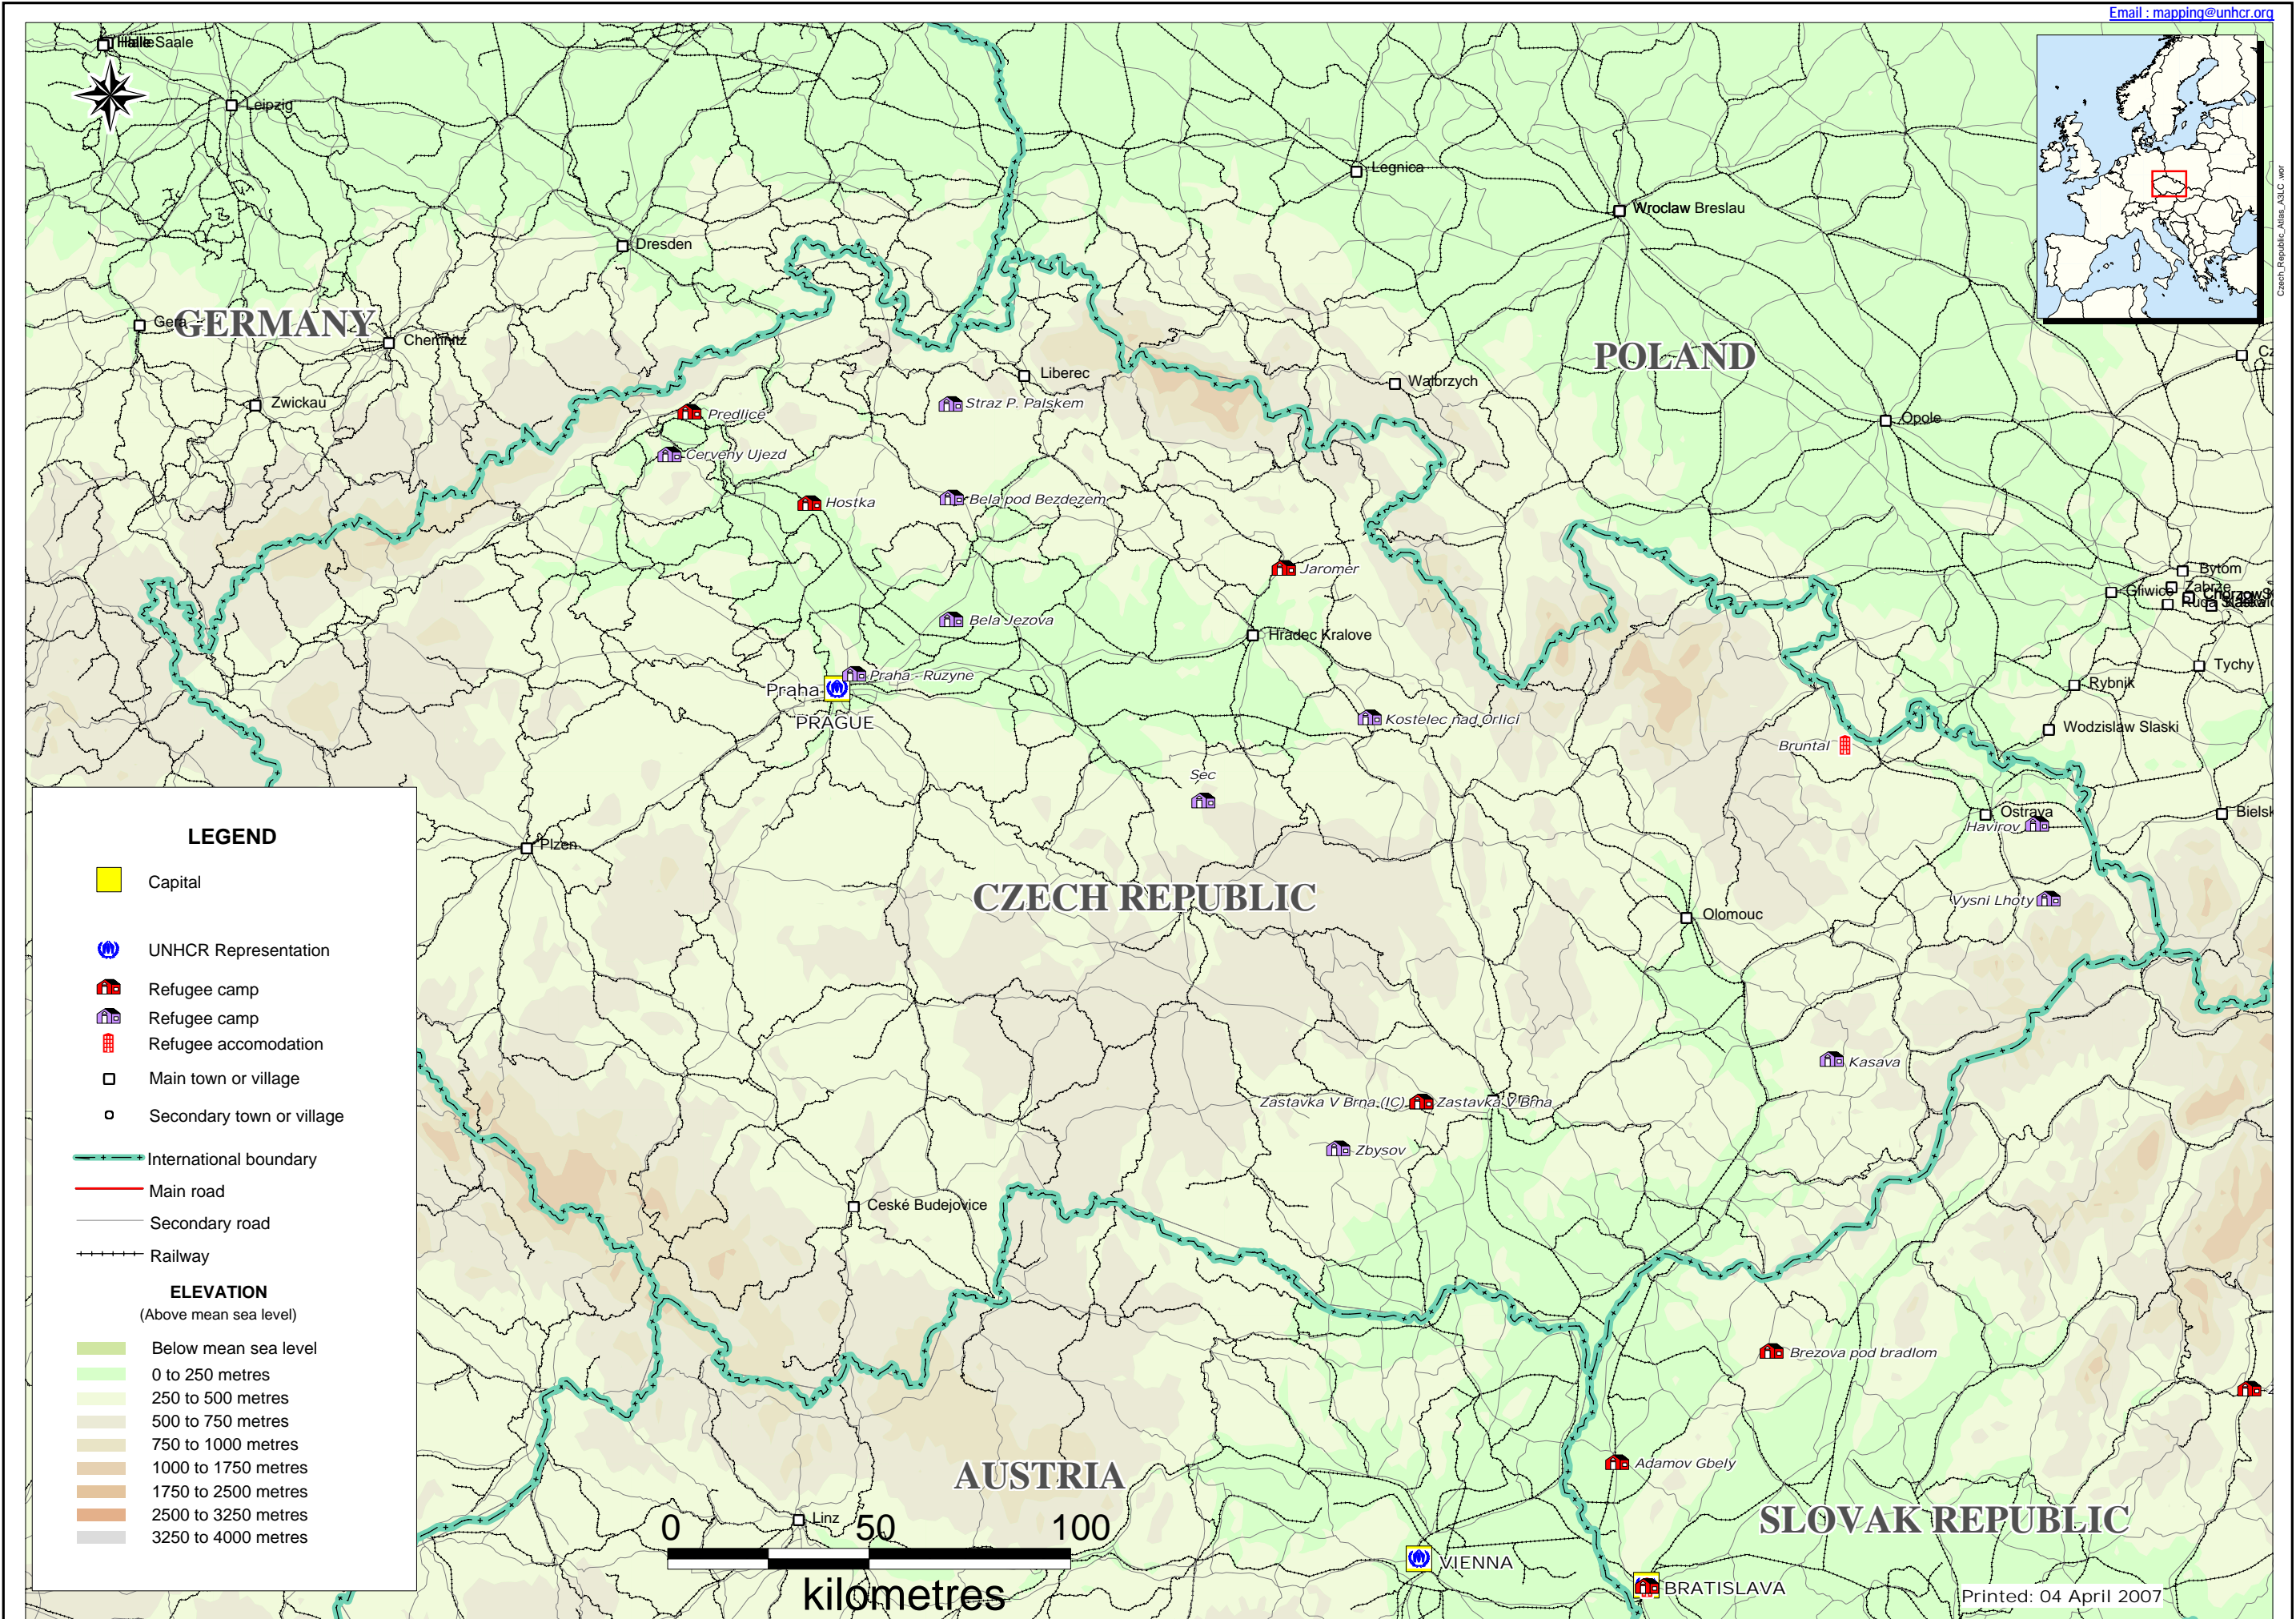 Email : mapping@unhcr.org
Czech_Republic_Atlas_A3LC .wor
Halle Saale
Leipzig
Legnica
Wroclaw Breslau
Dresden
Gera
GERMANY
Chemnitz
POLAND
Liberec
Walbrzych
Straz P. Palskem
Zwickau
Predlice
Opole
Cerveny Ujezd
Bela pod Bezdezem
Hostka
Jaromer
Bytom
Zabrze
Gliwice
Bela Jezova
Hradec Kralove
Tychy
Praha - Ruzyne
Praha
Rybnik
PRAGUE
Kostelec nad Orlici
Wodzislaw Slaski
Bruntal
Sec
Ostrava
Havirov
Plzen
CZECH REPUBLIC
Vysni Lhoty
Olomouc
Kasava
Zastavka V Brna (IC)
Zastavka V Brna
Zbysov
Ceské Budejovice
Brezova pod bradlom
Adamov Gbely
AUSTRIA
SLOVAK REPUBLIC
Linz
VIENNA
BRATISLAVA
0 50 100
kilometres
Printed: 04 April 2007
LEGEND
Capital
UNHCR Representation
Refugee camp
Refugee camp
Refugee accomodation
Main town or village
Secondary town or village
International boundary
Main road
Secondary road
Railway
ELEVATION
(Above mean sea level)
Below mean sea level
0 to 250 metres
250 to 500 metres
500 to 750 metres
750 to 1000 metres
1000 to 1750 metres
1750 to 2500 metres
2500 to 3250 metres
3250 to 4000 metres